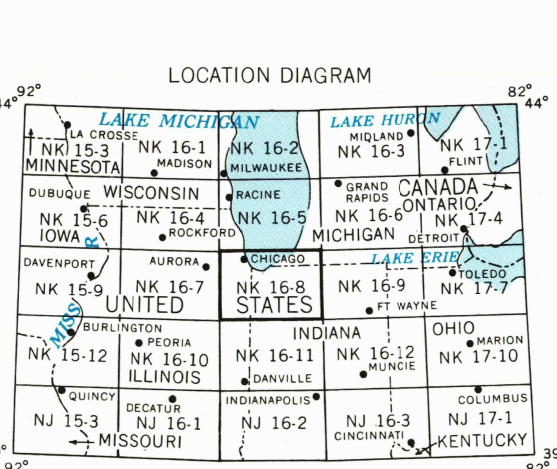 LOCATION DIAGRAM
44° 92° 82° 44°
LAKE MICHIGAN LAKE HURON
LA CROSSE MIDLAND
NK 15-3 NK 16-1 NK 16-2 NK 16-3 NK 17-1
MINNESOTA MADISON MILWAUKEE FLINT
DUBUQUE WISCONSIN RACINE GRAND RAPIDS CANADA
ONTARIO
NK 15-6 NK 16-4 NK 16-5 NK 16-6 NK 17-4
IOWA R ROCKFORD MICHIGAN DETROIT
DAVENPORT AURORA CHICAGO LAKE ERIE
TOLEDO
NK 15-9 NK 16-7 NK 16-8 NK 16-9 NK 17-7
UNITED STATES FT WAYNE
MISS BURLINGTON INDIANA OHIO
PEORIA MARION
NK 15-12 NK 16-10 NK 16-11 NK 16-12 NK 17-10
ILLINOIS DANVILLE MUNCIE
QUINCY DECATUR INDIANAPOLIS COLUMBUS
NJ 15-3 NJ 16-1 NJ 16-2 NJ 16-3 NJ 17-1
MISSOURI CINCINNATI KENTUCKY